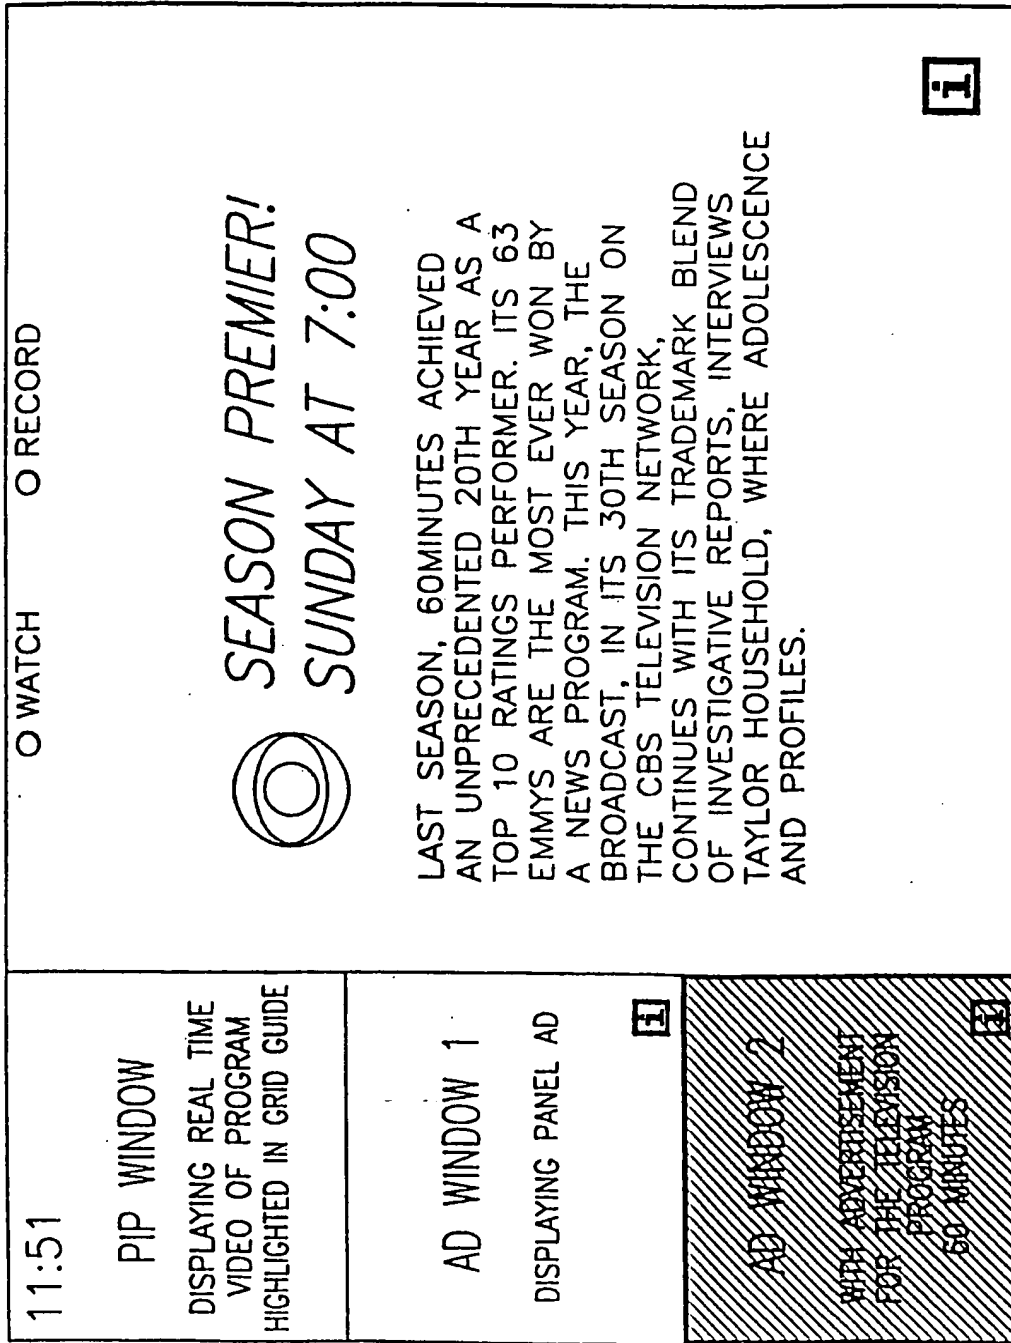 11:51
PIP WINDOW
DISPLAYING REAL TIME
VIDEO OF PROGRAM
HIGHLIGHTED IN GRID GUIDE
AD WINDOW 1
DISPLAYING PANEL AD
i
AD WINDOW 2
WITH ADVERTISEMENT
FOR THE TELEVISION
PROGRAM
60 MINUTES
i
O WATCH O RECORD
SEASON PREMIER!
SUNDAY AT 7:00
LAST SEASON, 60MINUTES ACHIEVED
AN UNPRECEDENTED 20TH YEAR AS A
TOP 10 RATINGS PERFORMER. ITS 63
EMMYS ARE THE MOST EVER WON BY
A NEWS PROGRAM. THIS YEAR, THE
BROADCAST, IN ITS 30TH SEASON ON
THE CBS TELEVISION NETWORK,
CONTINUES WITH ITS TRADEMARK BLEND
OF INVESTIGATIVE REPORTS, INTERVIEWS
TAYLOR HOUSEHOLD, WHERE ADOLESCENCE
AND PROFILES.
i